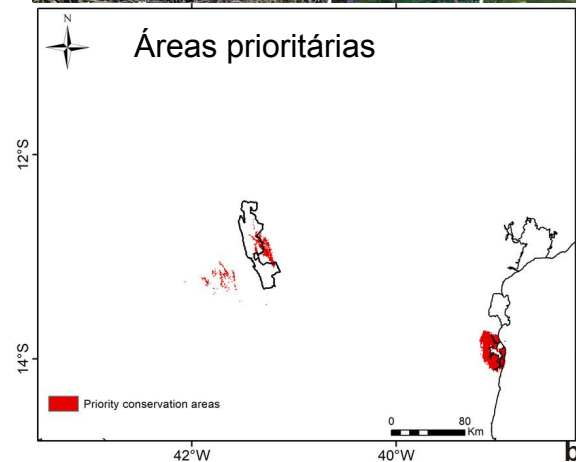 N
Áreas prioritárias
12°S
14°S
Priority conservation areas
0 80
Km
42°W 40°W
b